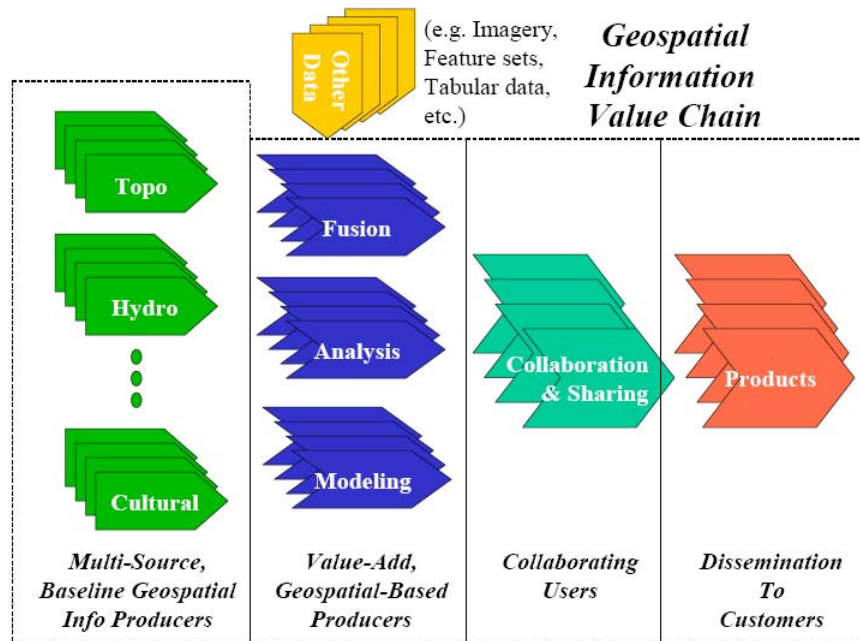 Geospatial
Information
Value Chain
Other
Data
(e.g. Imagery,
Feature sets,
Tabular data,
etc.)
Topo
Hydro
Cultural
Multi-Source,
Baseline Geospatial
Info Producers
Fusion
Analysis
Modeling
Value-Add,
Geospatial-Based
Producers
Collaboration
& Sharing
Collaborating
Users
Products
Dissemination
To
Customers